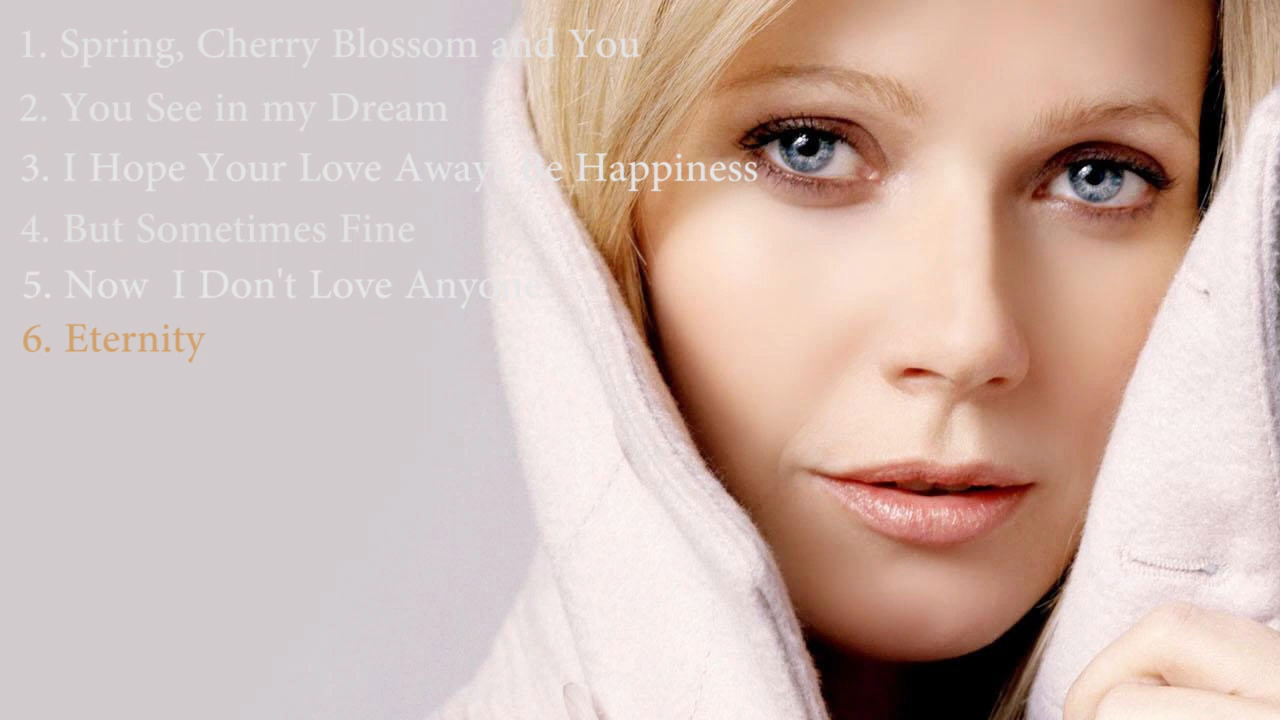 1. Spring, Cherry Blossom and You
2. You See in my Dream
3. I Hope Your Love Away Happiness
4. But Sometimes Fine
5. Now I Don't Love Anyone
6. Eternity